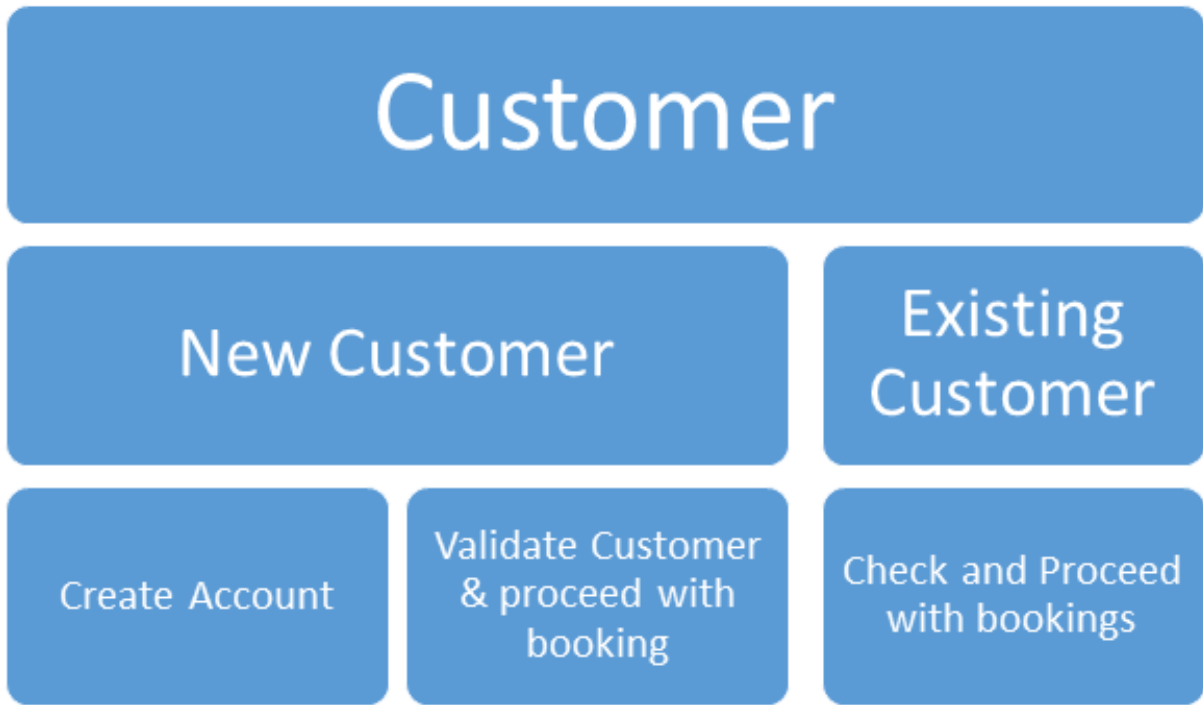 Customer
New Customer
Existing
Customer
Create Account
Validate Customer
& proceed with
booking
Check and Proceed
with bookings